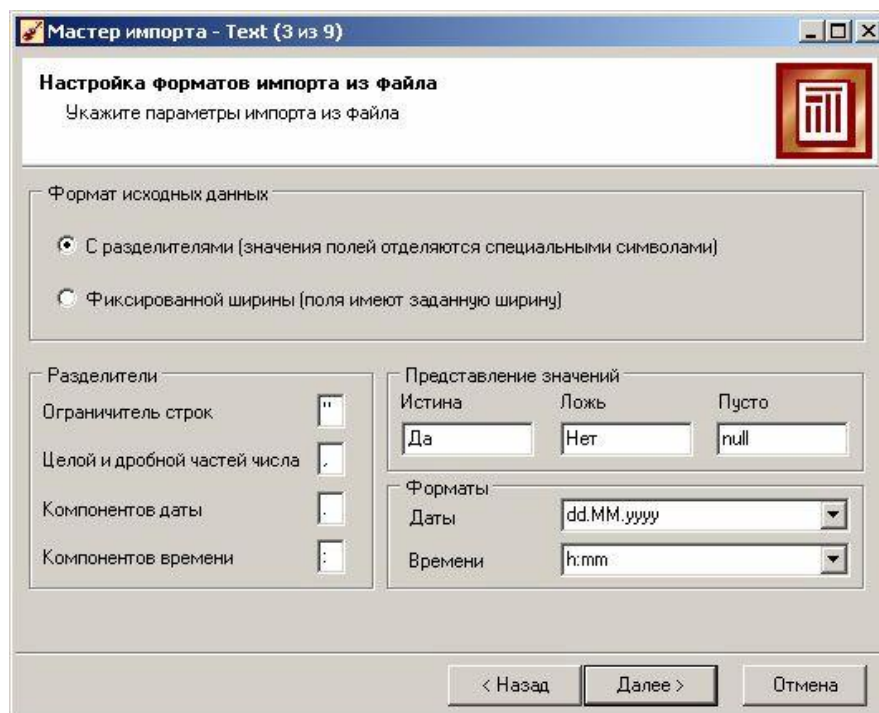 Мастер импорта - Text (3 из 9)
Настройка форматов импорта из файла
Укажите параметры импорта из файла
Формат исходных данных
С разделителями (значения полей отделяются специальными символами)
Фиксированной ширины (поля имеют заданную ширину)
Разделители
Ограничитель строк "
Целой и дробной частей числа ,
Компонентов даты .
Компонентов времени :
Представление значений
Истина Ложь Пусто
Да Нет null
Форматы
Даты dd.MM.yyyy
Времени h:mm
< Назад Далее > Отмена